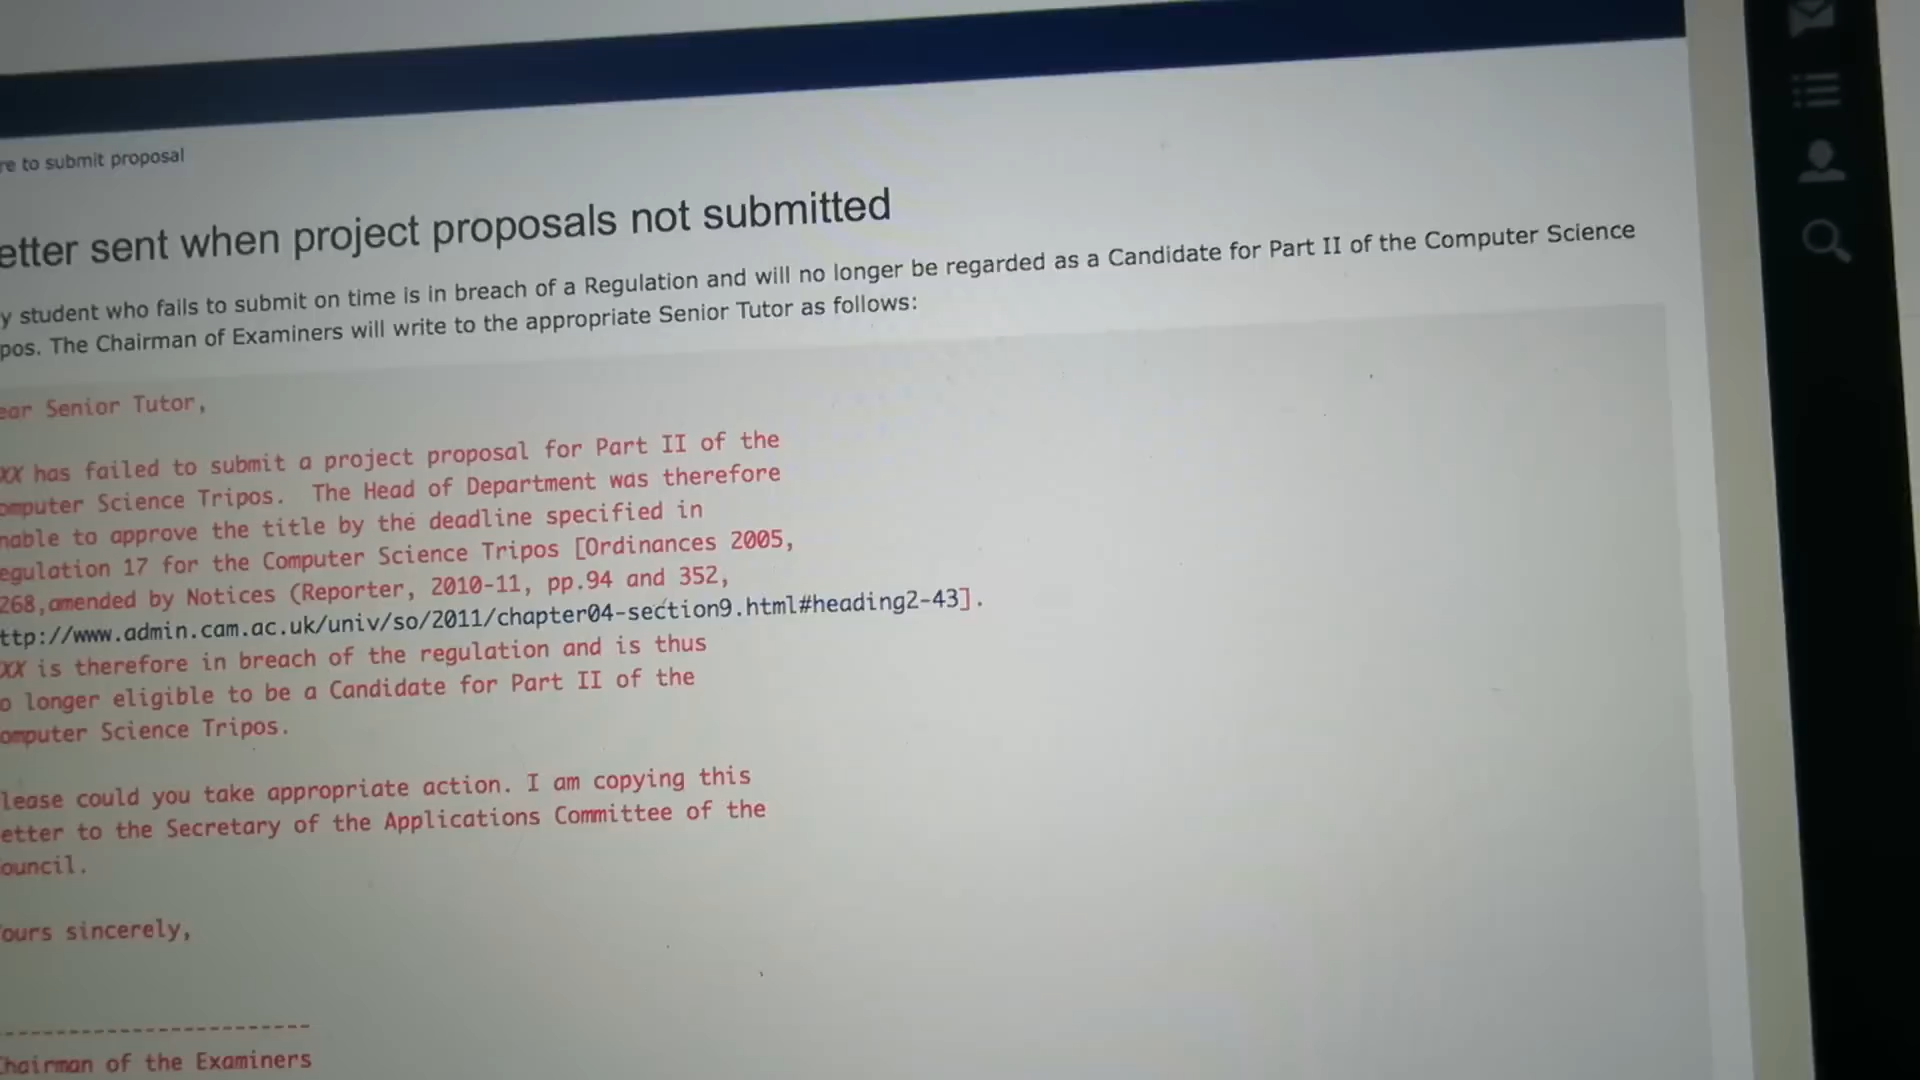 re to submit proposal
etter sent when project proposals not submitted
y student who fails to submit on time is in breach of a Regulation and will no longer be regarded as a Candidate for Part II of the Computer Science
pos. The Chairman of Examiners will write to the appropriate Senior Tutor as follows:
ear Senior Tutor,
XX has failed to submit a project proposal for Part II of the
omputer Science Tripos. The Head of Department was therefore
nable to approve the title by the deadline specified in
egulation 17 for the Computer Science Tripos [Ordinances 2005,
268,amended by Notices (Reporter, 2010-11, pp.94 and 352,
ttp://www.admin.cam.ac.uk/univ/so/2011/chapter04-section9.html#heading2-43].
XX is therefore in breach of the regulation and is thus
o longer eligible to be a Candidate for Part II of the
omputer Science Tripos.
lease could you take appropriate action. I am copying this
etter to the Secretary of the Applications Committee of the
ouncil.
ours sincerely,
------------------------
Chairman of the Examiners